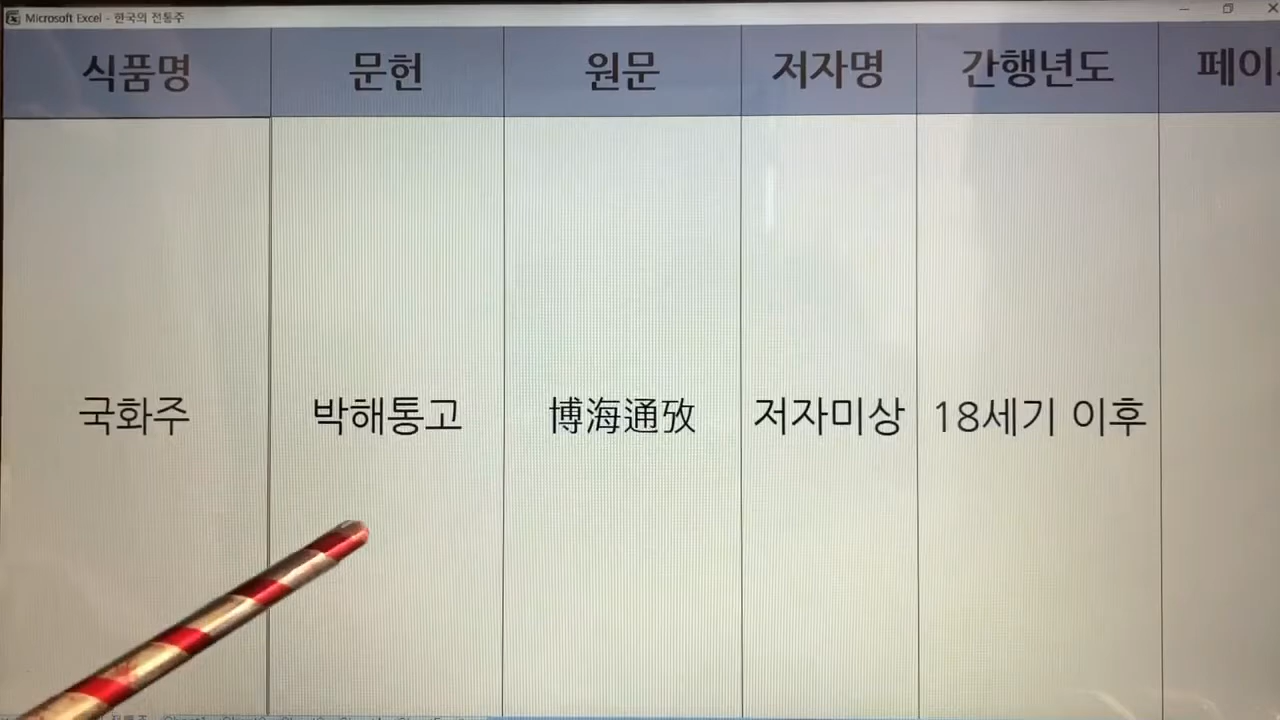 Microsoft Excel - 한국의 전통주
식품명 문헌 원문 저자명 간행년도 페이
국화주 박해통고 博海通攷 저자미상 18세기 이후